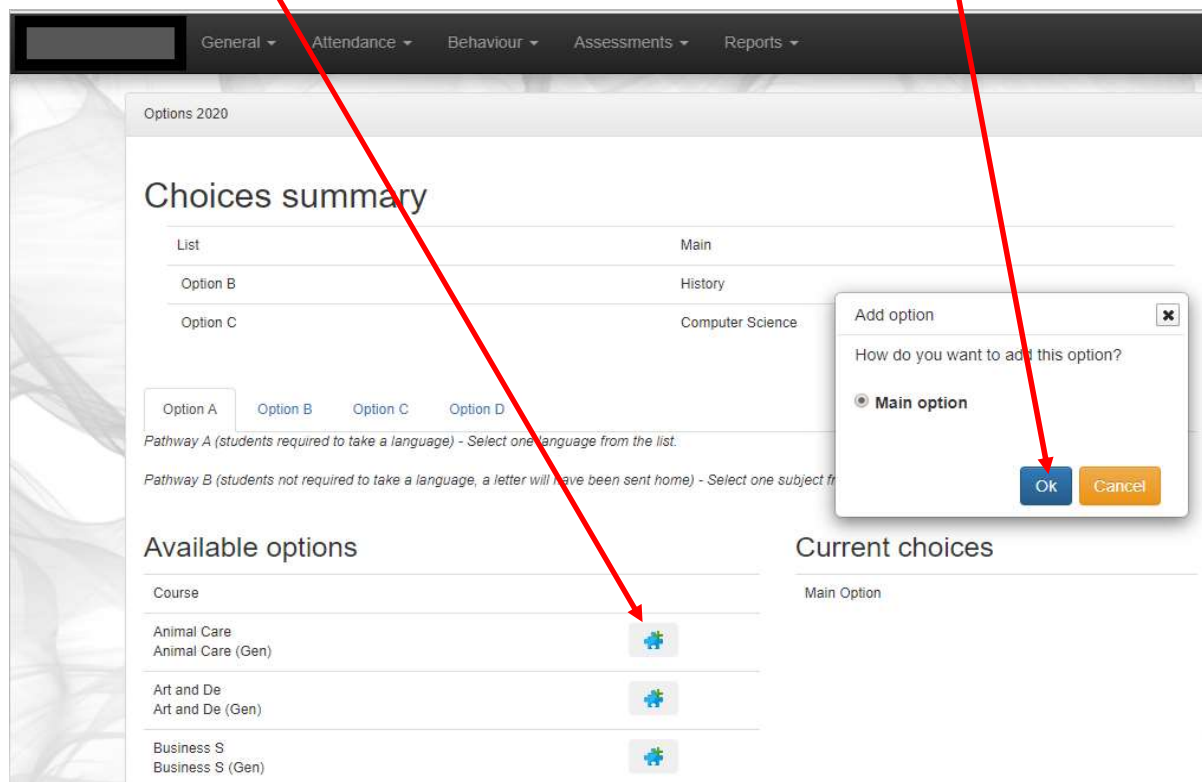 General Attendance Behaviour Assessments Reports
Options 2020
Choices summary
List Main
Option B History
Option C Computer Science
Add option
How do you want to add this option?
Main option
Ok Cancel
Option A Option B Option C Option D
Pathway A (students required to take a language) - Select one language from the list.
Pathway B (students not required to take a language, a letter will have been sent home) - Select one subject
Available options
Course
Animal Care
Animal Care (Gen)
Art and De
Art and De (Gen)
Business S
Business S (Gen)
Current choices
Main Option